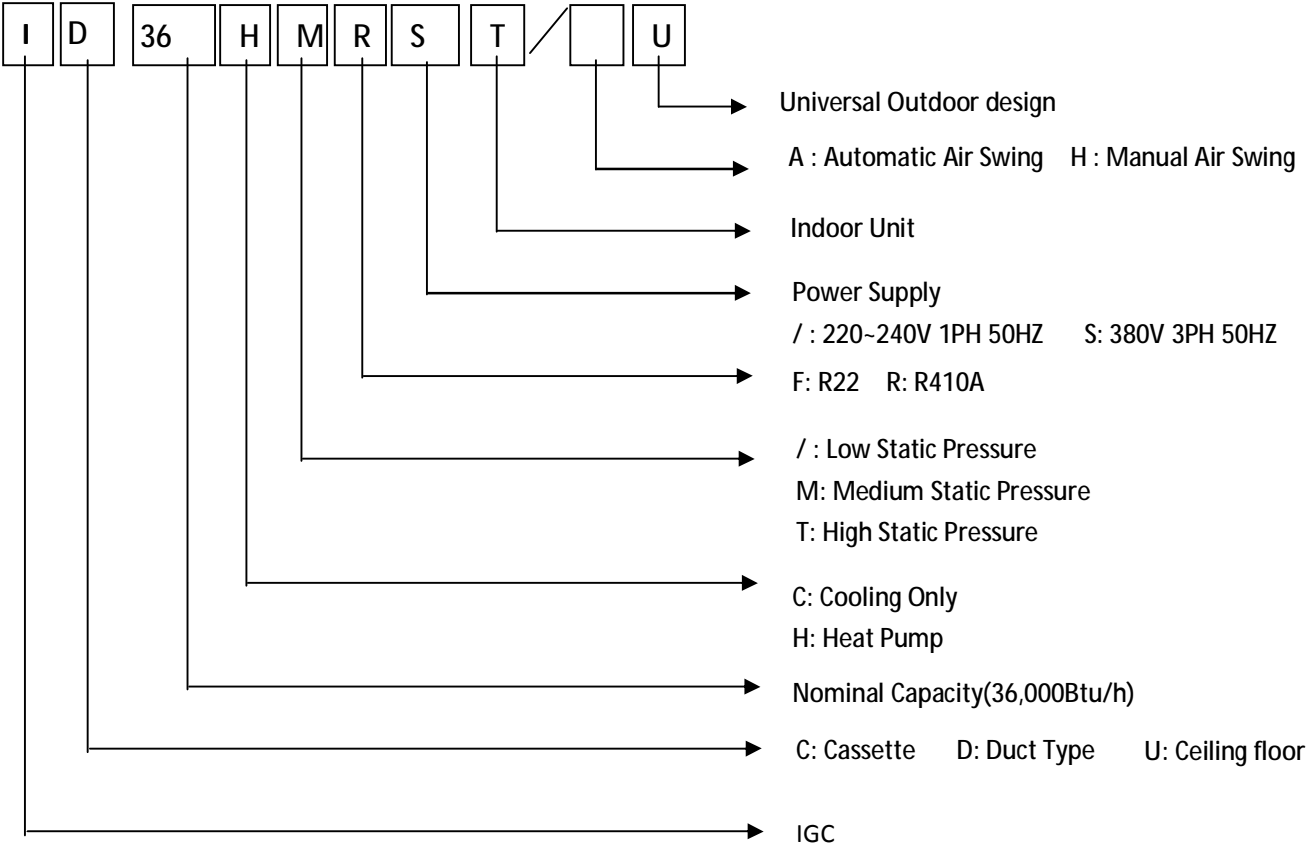 I D 36 H M R S T / U
Universal Outdoor design
A : Automatic Air Swing H : Manual Air Swing
Indoor Unit
Power Supply
/ : 220~240V 1PH 50HZ S: 380V 3PH 50HZ
F: R22 R: R410A
/ : Low Static Pressure
M: Medium Static Pressure
T: High Static Pressure
C: Cooling Only
H: Heat Pump
Nominal Capacity(36,000Btu/h)
C: Cassette D: Duct Type U: Ceiling floor
IGC